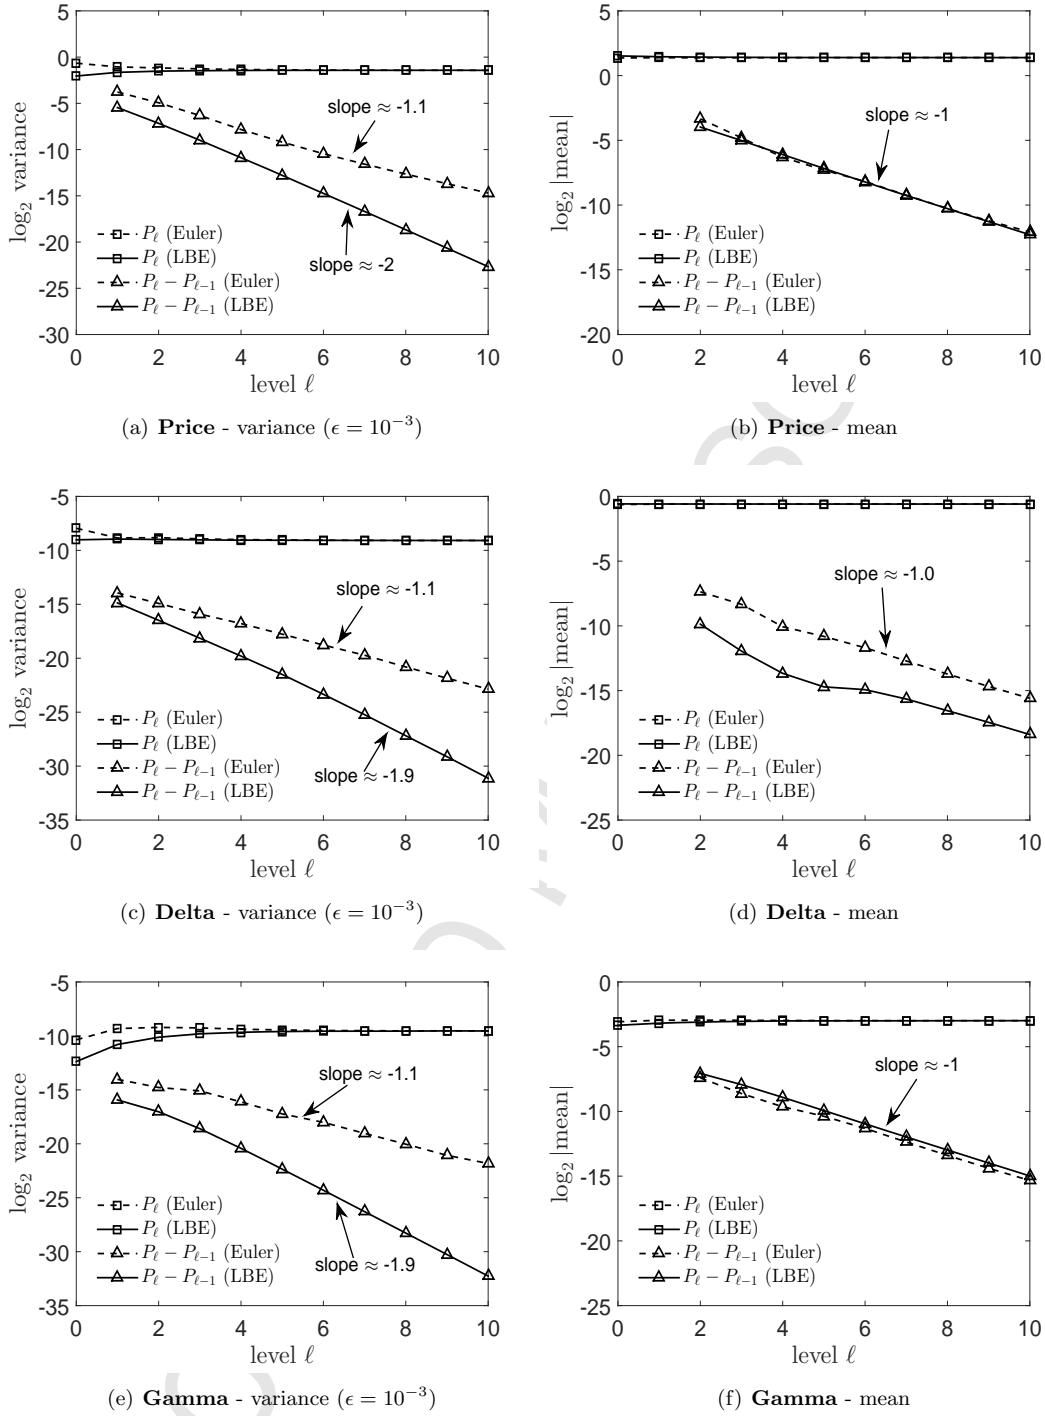 5
0
-5
-10
-15
-20
-25
-30
0 2 4 6 8 10
log₂ variance
level ℓ
slope ≈ -1.1
slope ≈ -2
P_ℓ (Euler)
P_ℓ (LBE)
P_ℓ − P_{ℓ−1} (Euler)
P_ℓ − P_{ℓ−1} (LBE)
(a) Price - variance (ϵ = 10⁻³)
5
0
-5
-10
-15
-20
0 2 4 6 8 10
log₂ |mean|
level ℓ
slope ≈ -1
P_ℓ (Euler)
P_ℓ (LBE)
P_ℓ − P_{ℓ−1} (Euler)
P_ℓ − P_{ℓ−1} (LBE)
(b) Price - mean
-5
-10
-15
-20
-25
-30
-35
0 2 4 6 8 10
log₂ variance
level ℓ
slope ≈ -1.1
slope ≈ -1.9
P_ℓ (Euler)
P_ℓ (LBE)
P_ℓ − P_{ℓ−1} (Euler)
P_ℓ − P_{ℓ−1} (LBE)
(c) Delta - variance (ϵ = 10⁻³)
0
-5
-10
-15
-20
-25
0 2 4 6 8 10
log₂ |mean|
level ℓ
slope ≈ -1.0
P_ℓ (Euler)
P_ℓ (LBE)
P_ℓ − P_{ℓ−1} (Euler)
P_ℓ − P_{ℓ−1} (LBE)
(d) Delta - mean
-5
-10
-15
-20
-25
-30
-35
0 2 4 6 8 10
log₂ variance
level ℓ
slope ≈ -1.1
slope ≈ -1.9
P_ℓ (Euler)
P_ℓ (LBE)
P_ℓ − P_{ℓ−1} (Euler)
P_ℓ − P_{ℓ−1} (LBE)
(e) Gamma - variance (ϵ = 10⁻³)
0
-5
-10
-15
-20
-25
0 2 4 6 8 10
log₂ |mean|
level ℓ
slope ≈ -1
P_ℓ (Euler)
P_ℓ (LBE)
P_ℓ − P_{ℓ−1} (Euler)
P_ℓ − P_{ℓ−1} (LBE)
(f) Gamma - mean